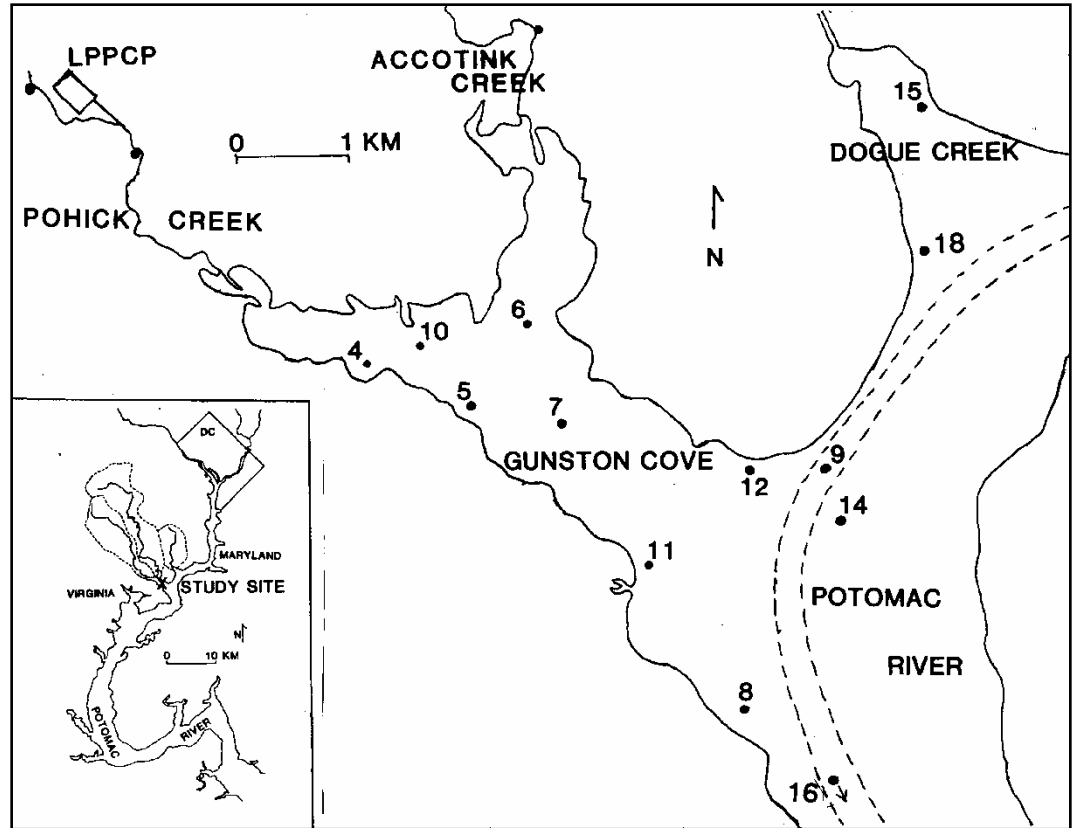 LPPCP
ACCOTINK
CREEK
0 1 KM
15
DOGUE CREEK
POHICK CREEK
N
18
6
10
4
5
7
GUNSTON COVE
9
12
14
11
POTOMAC
RIVER
8
16
DC
MARYLAND
STUDY SITE
VIRGINIA
N
0 10 KM
POTOMAC
RIVER